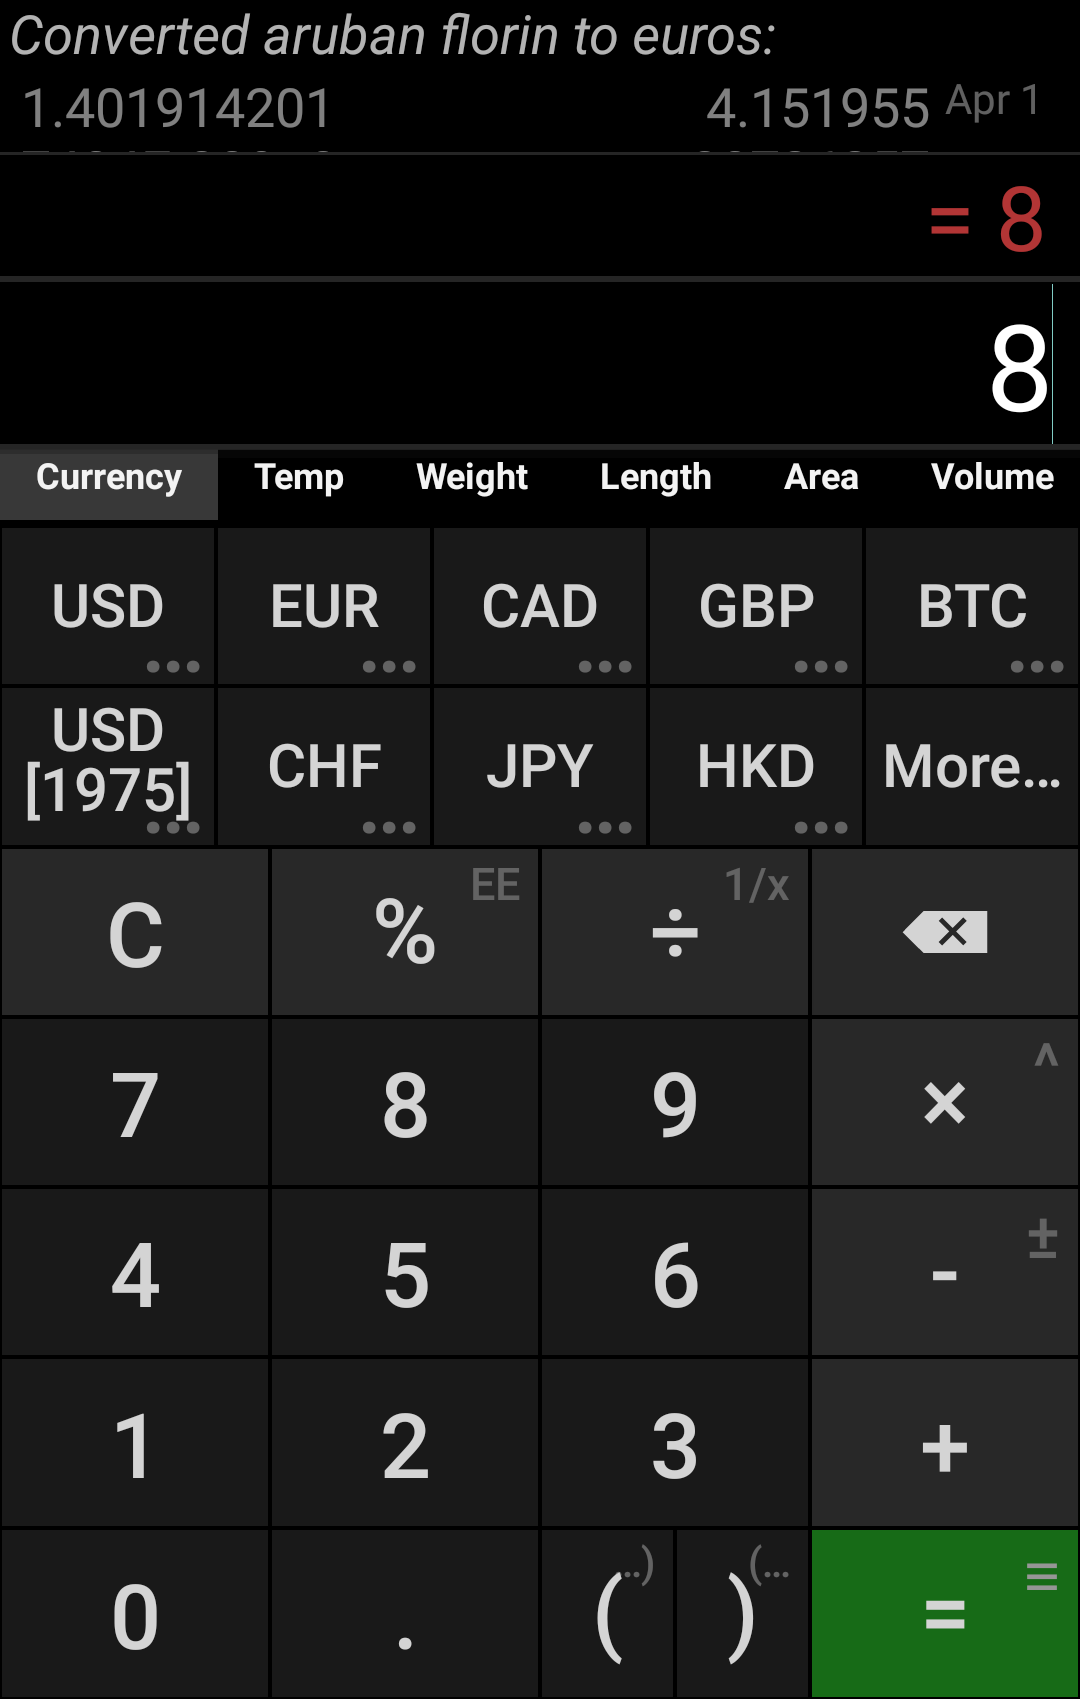 Converted aruban florin to euros:
1.401914201 4.151955 Apr 1
= 8
8
Currency Temp Weight Length Area Volume
USD EUR CAD GBP BTC
USD [1975] CHF JPY HKD More...
C % EE ÷ 1/x
7 8 9 × ^
4 5 6 - ±
1 2 3 +
0 . ( ..) ) (... = ≡